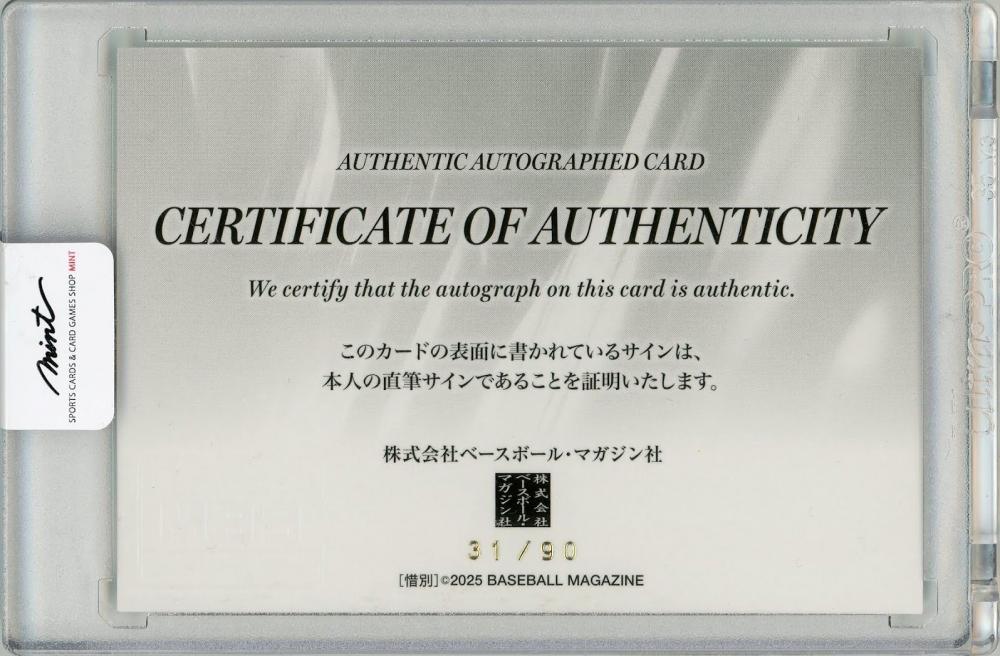 AUTHENTIC AUTOGRAPHED CARD
CERTIFICATE OF AUTHENTICITY
We certify that the autograph on this card is authentic.
このカードの表面に書かれているサインは、
本人の直筆サインであることを証明いたします。
株式会社ベースボール・マガジン社
株式会社
ベースボール・
マガジン社
31/90
[惜別]©2025 BASEBALL MAGAZINE
mint
SPORTS CARDS & CARD GAMES SHOP MINT